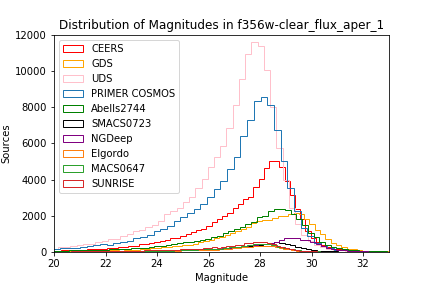 Distribution of Magnitudes in f356w-clear_flux_aper_1
12000
10000
8000
6000
4000
2000
0
Sources
CEERS
GDS
UDS
PRIMER COSMOS
Abells2744
SMACS0723
NGDeep
Elgordo
MACS0647
SUNRISE
20 22 24 26 28 30 32
Magnitude